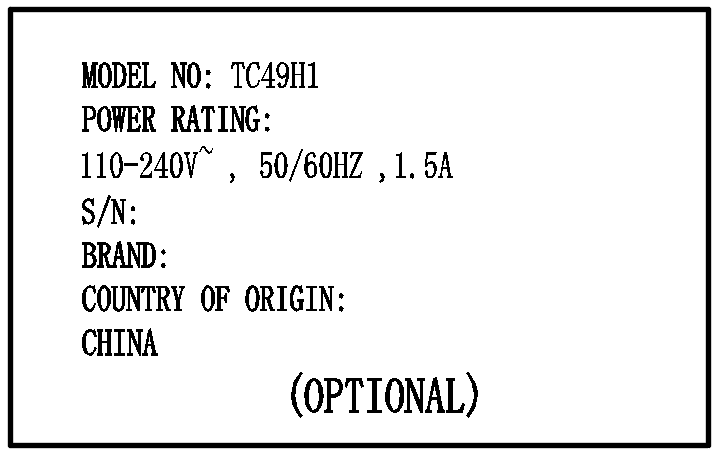 MODEL NO: TC49H1
POWER RATING:
110-240V~ , 50/60HZ ,1.5A
S/N:
BRAND:
COUNTRY OF ORIGIN:
CHINA
(OPTIONAL)